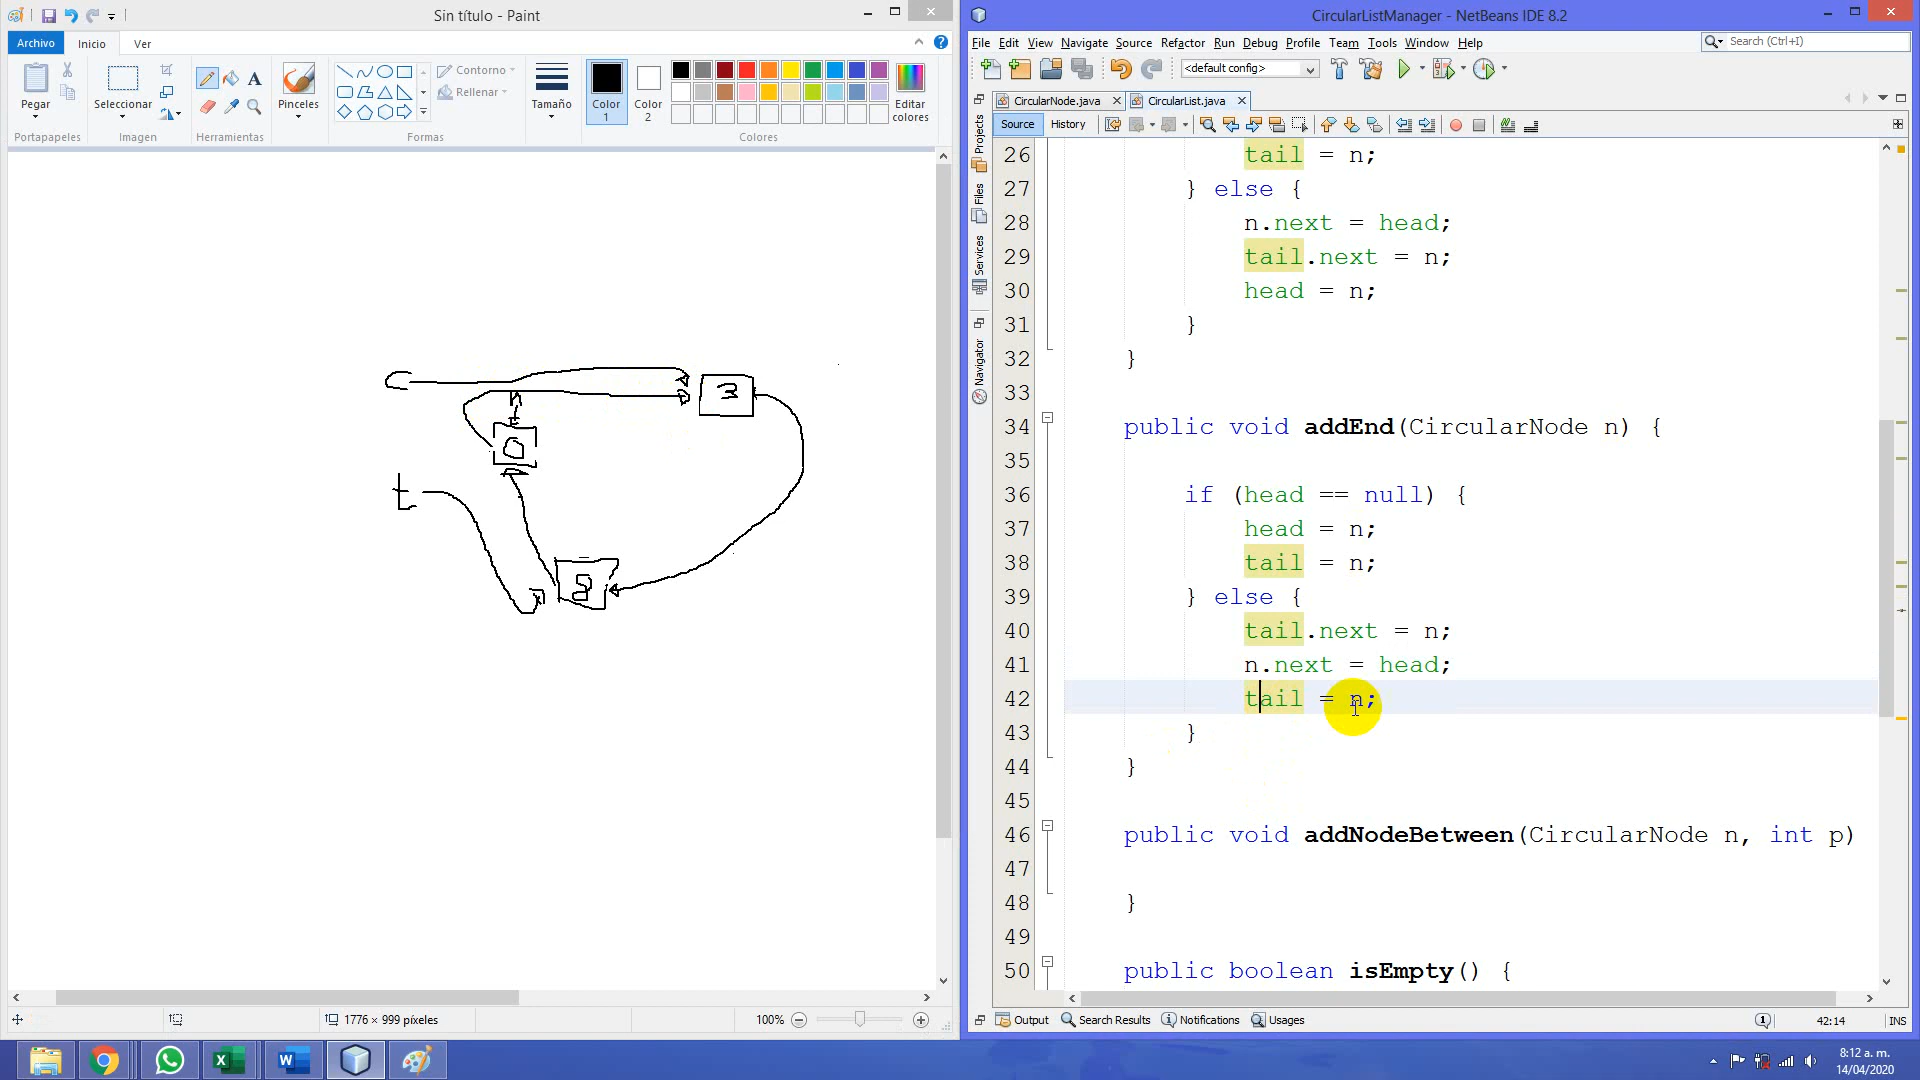 Sin título - Paint
Archivo
Inicio
Ver
Pegar
Seleccionar
Pinceles
Contorno
Rellenar
Tamaño
Color
1
Color
2
Editar
colores
Portapapeles
Imagen
Herramientas
Formas
Colores
3
n
t
t
1776 × 999 píxeles
100%
CircularListManager - NetBeans IDE 8.2
File Edit View Navigate Source Refactor Run Debug Profile Team Tools Window Help
Search (Ctrl+I)
<default config>
CircularNode.java
CircularList.java
Source
History
Projects
Files
Services
Navigator
26 tail = n;
27 } else {
28 n.next = head;
29 tail.next = n;
30 head = n;
31 }
32 }
33
34 public void addEnd(CircularNode n) {
35
36 if (head == null) {
37 head = n;
38 tail = n;
39 } else {
40 tail.next = n;
41 n.next = head;
42 tail = n;
43 }
44 }
45
46 public void addNodeBetween(CircularNode n, int p)
47
48 }
49
50 public boolean isEmpty() {
Output
Search Results
Notifications
Usages
1
42:14
INS
8:12 a. m.
14/04/2020